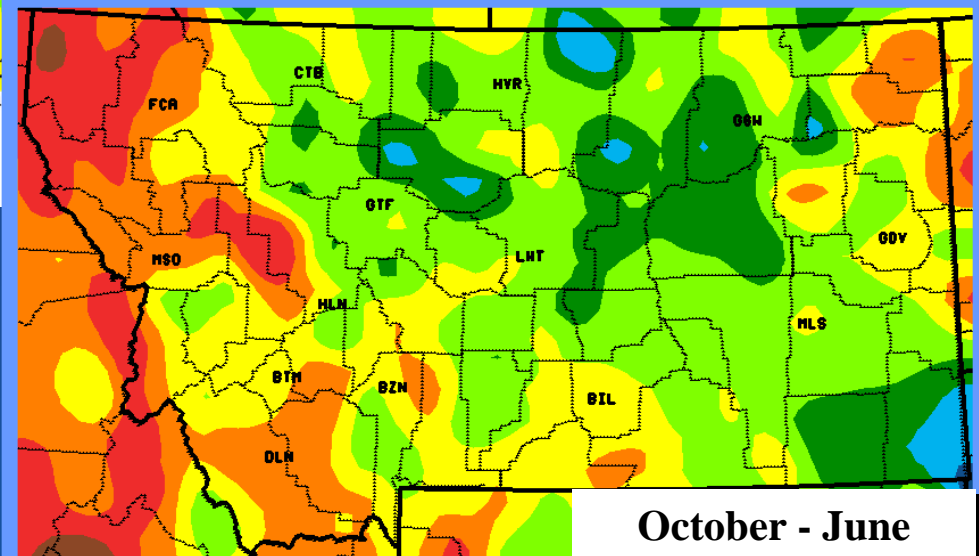 CTB
HVR
FCA
GGW
GTF
GDV
MSO
LWT
HLN
MLS
BTM
BZN
BIL
DLN
October - June